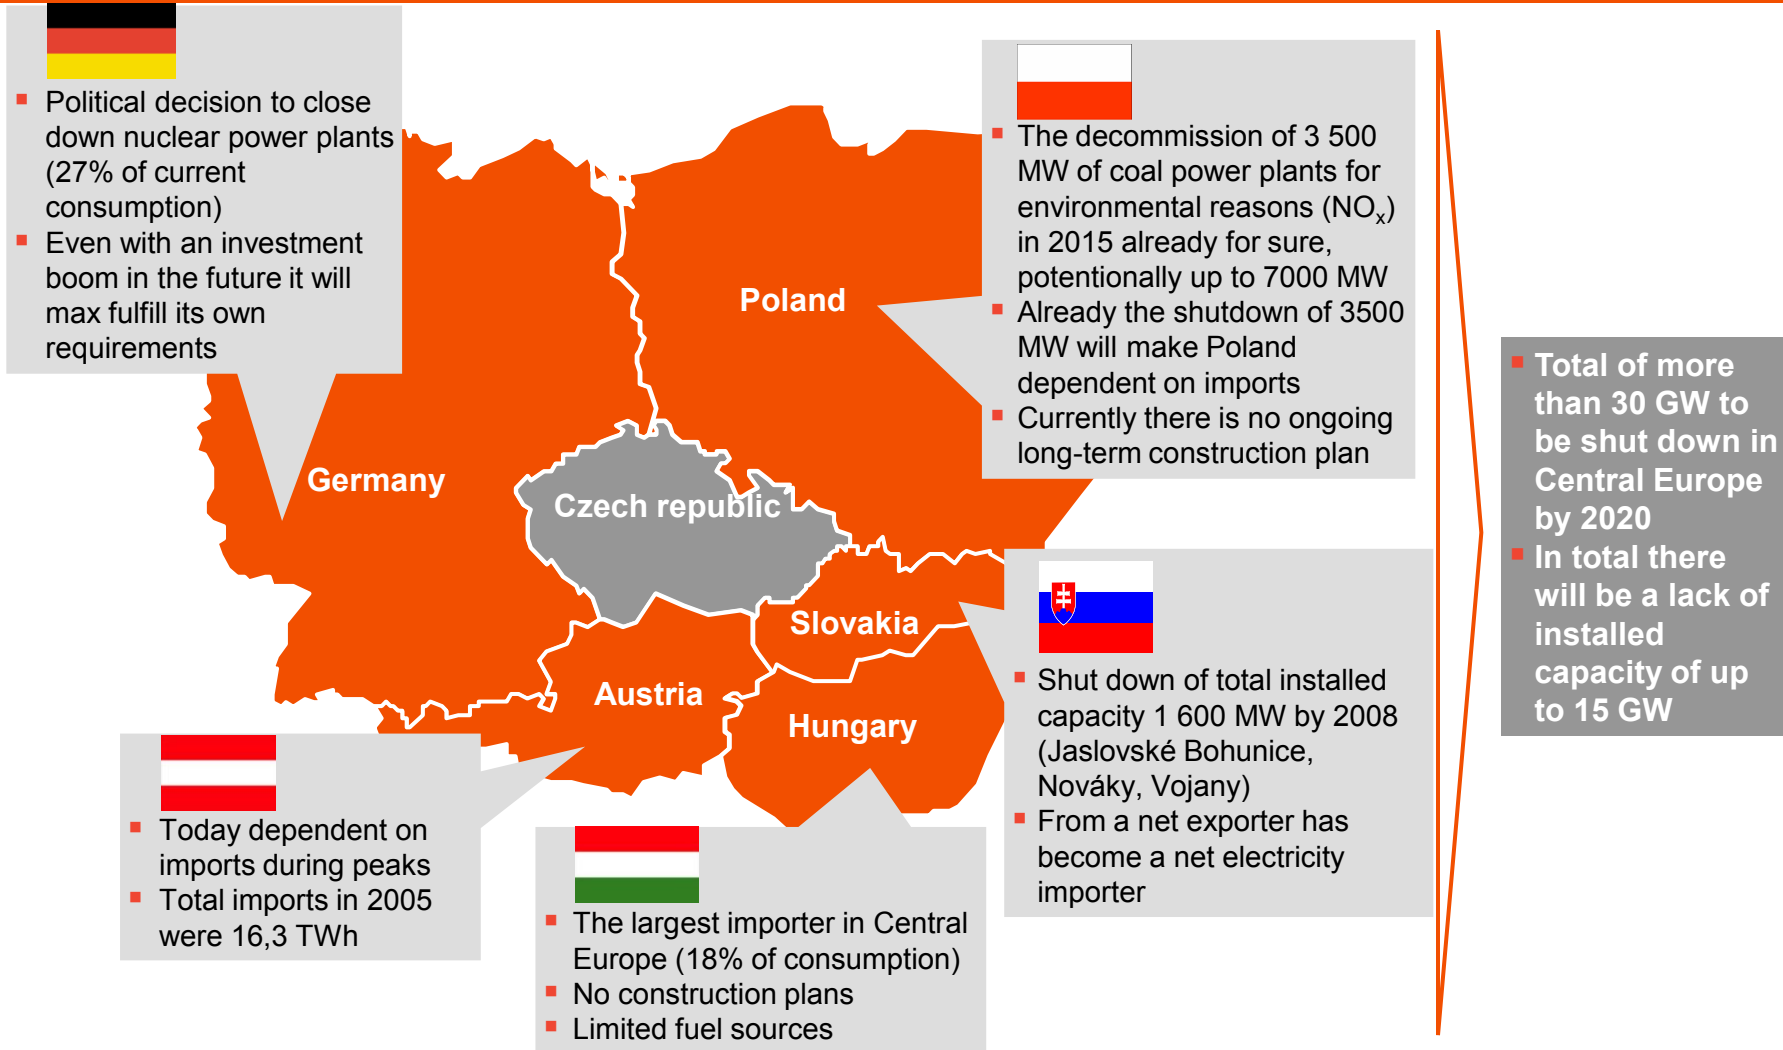 ▪ Political decision to close
down nuclear power plants
(27% of current
consumption)
▪ Even with an investment
boom in the future it will
max fulfill its own
requirements
▪ The decommission of 3 500
MW of coal power plants for
environmental reasons (NOₓ)
in 2015 already for sure,
potentially up to 7000 MW
▪ Already the shutdown of 3500
MW will make Poland
dependent on imports
▪ Currently there is no ongoing
long-term construction plan
Poland
Germany
Czech republic
Slovakia
Austria
Hungary
▪ Shut down of total installed
capacity 1 600 MW by 2008
(Jaslovské Bohunice,
Nováky, Vojany)
▪ From a net exporter has
become a net electricity
importer
▪ Today dependent on
imports during peaks
▪ Total imports in 2005
were 16,3 TWh
▪ The largest importer in Central
Europe (18% of consumption)
▪ No construction plans
▪ Limited fuel sources
▪ Total of more
than 30 GW to
be shut down in
Central Europe
by 2020
▪ In total there
will be a lack of
installed
capacity of up
to 15 GW